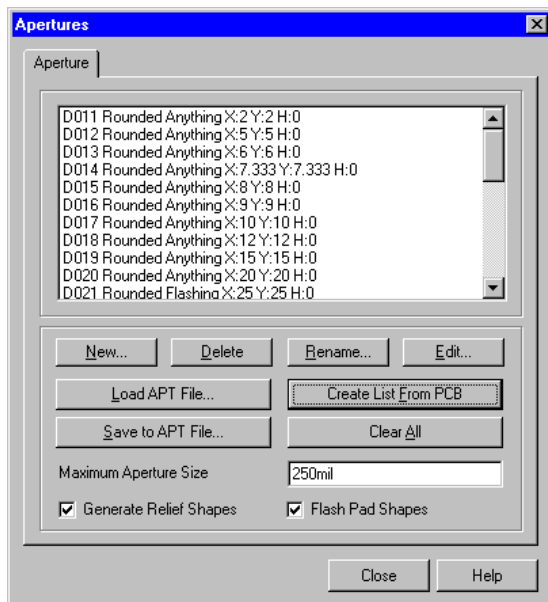 Apertures
Aperture
D011 Rounded Anything X:2 Y:2 H:0
D012 Rounded Anything X:5 Y:5 H:0
D013 Rounded Anything X:6 Y:6 H:0
D014 Rounded Anything X:7.333 Y:7.333 H:0
D015 Rounded Anything X:8 Y:8 H:0
D016 Rounded Anything X:9 Y:9 H:0
D017 Rounded Anything X:10 Y:10 H:0
D018 Rounded Anything X:12 Y:12 H:0
D019 Rounded Anything X:15 Y:15 H:0
D020 Rounded Anything X:20 Y:20 H:0
D021 Rounded Flashing X:25 Y:25 H:0
New... Delete Rename... Edit...
Load APT File... Create List From PCB
Save to APT File... Clear All
Maximum Aperture Size 250mil
Generate Relief Shapes Flash Pad Shapes
Close Help